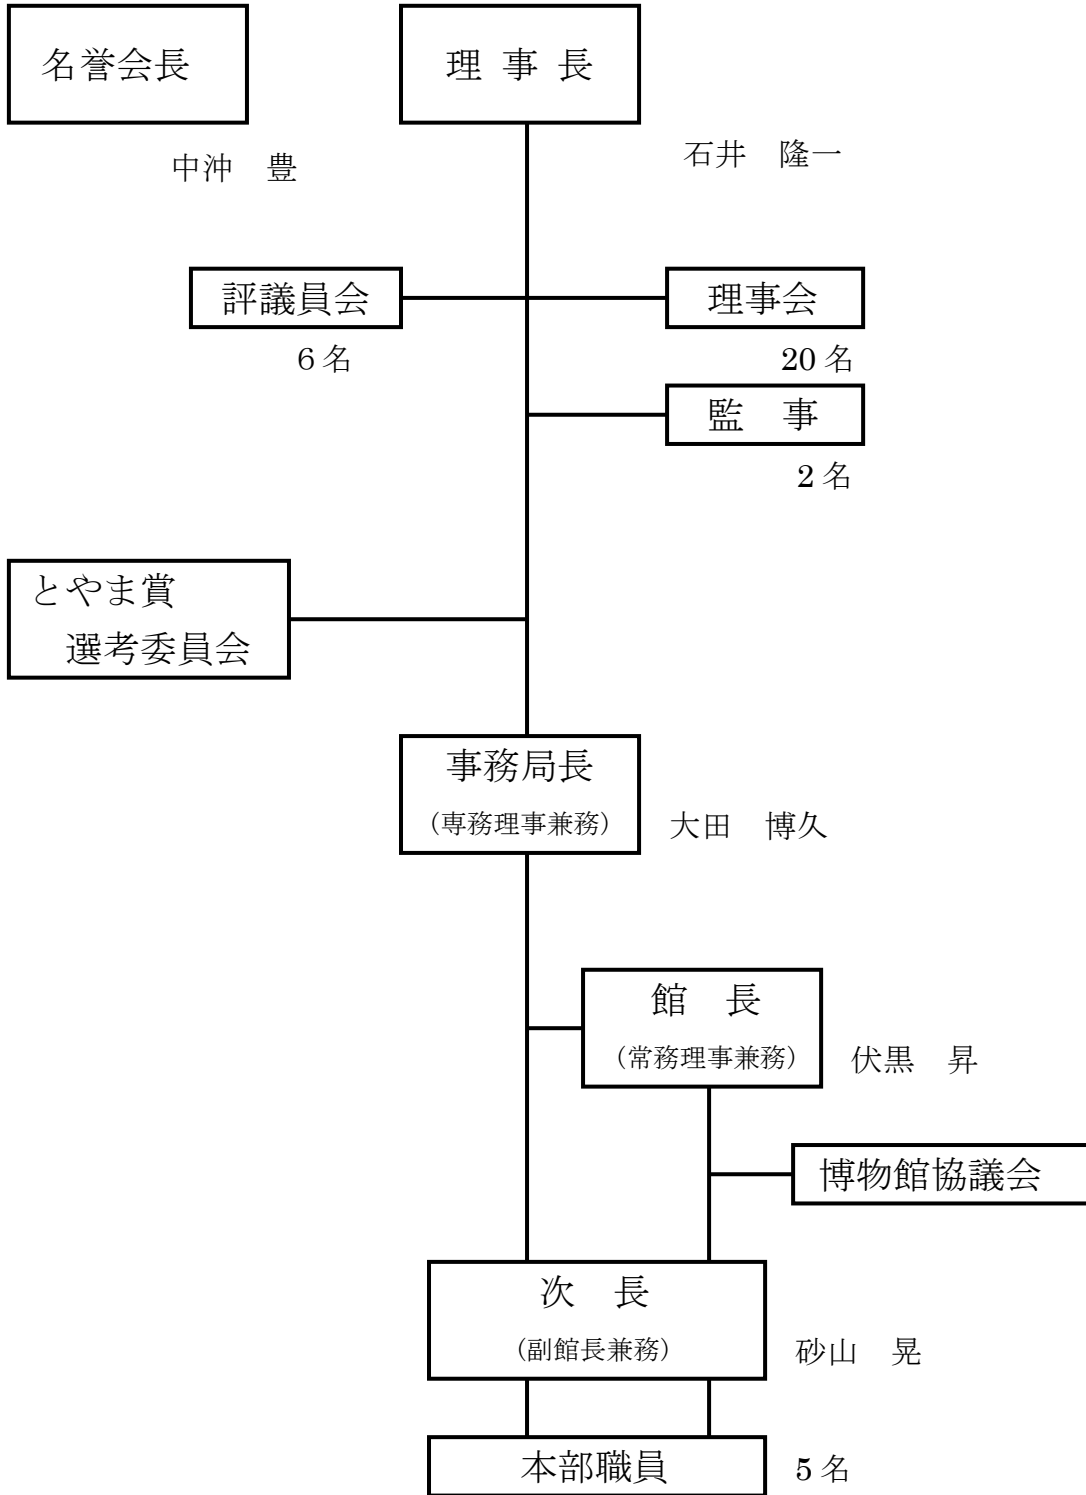 名誉会長
理 事 長
中沖　豊
石井　隆一
評議員会
理事会
6 名
20 名
監　事
2 名
とやま賞
選考委員会
事務局長
（専務理事兼務）
大田　博久
館　長
（常務理事兼務）
伏黒　昇
博物館協議会
次　長
（副館長兼務）
砂山　晃
本部職員
5 名